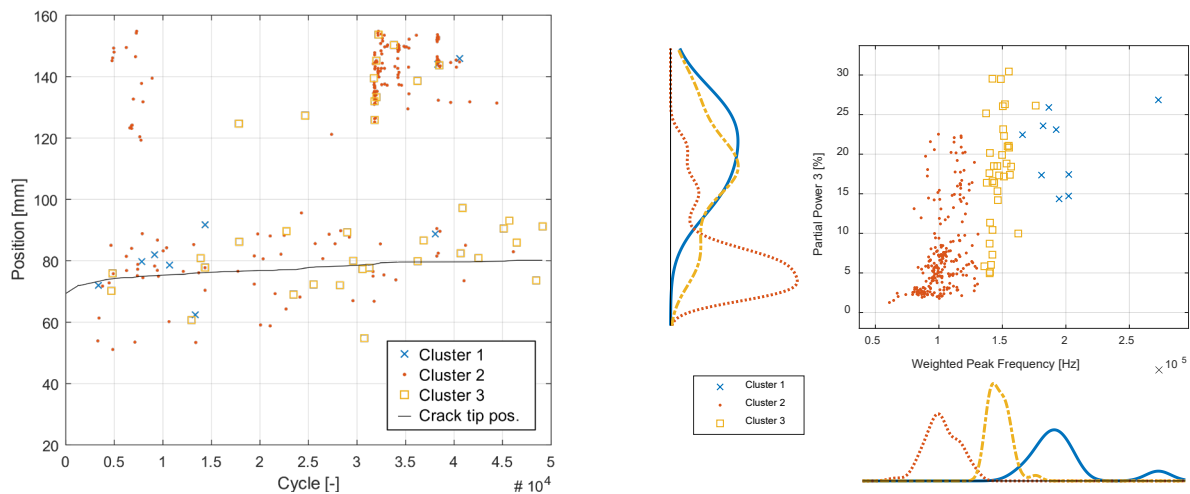 160
140
120
100
80
60
40
20
Position [mm]
0 0.5 1 1.5 2 2.5 3 3.5 4 4.5 5
Cycle [-]
# 10 4
Cluster 1
Cluster 2
Cluster 3
Crack tip pos.
30
25
20
15
10
5
0
Partial Power 3 [%]
0.5 1 1.5 2 2.5
Weighted Peak Frequency [Hz]
× 10 5
Cluster 1
Cluster 2
Cluster 3